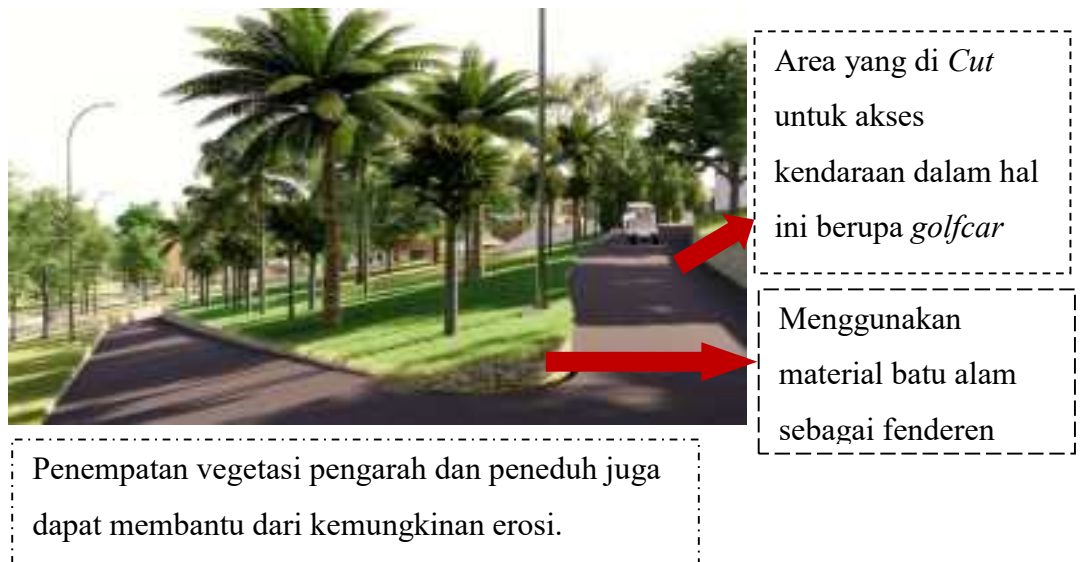 Area yang di Cut
untuk akses
kendaraan dalam hal
ini berupa golfcar
Menggunakan
material batu alam
sebagai fenderen
Penempatan vegetasi pengarah dan peneduh juga
dapat membantu dari kemungkinan erosi.